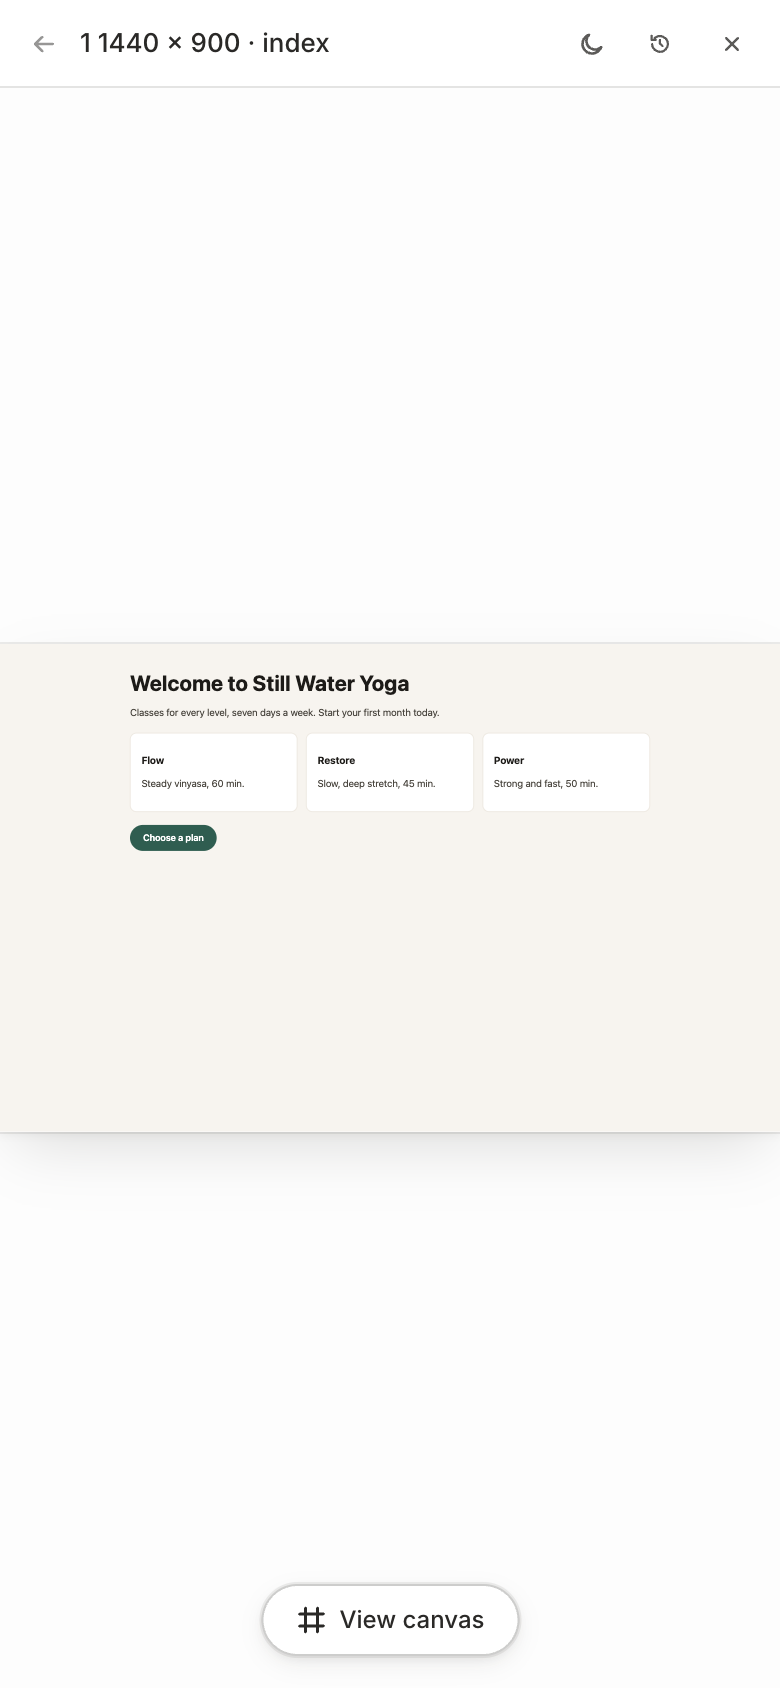 1 1440 × 900 · index
Welcome to Still Water Yoga
Classes for every level, seven days a week. Start your first month today.
Flow
Steady vinyasa, 60 min.
Restore
Slow, deep stretch, 45 min.
Power
Strong and fast, 50 min.
Choose a plan
View canvas